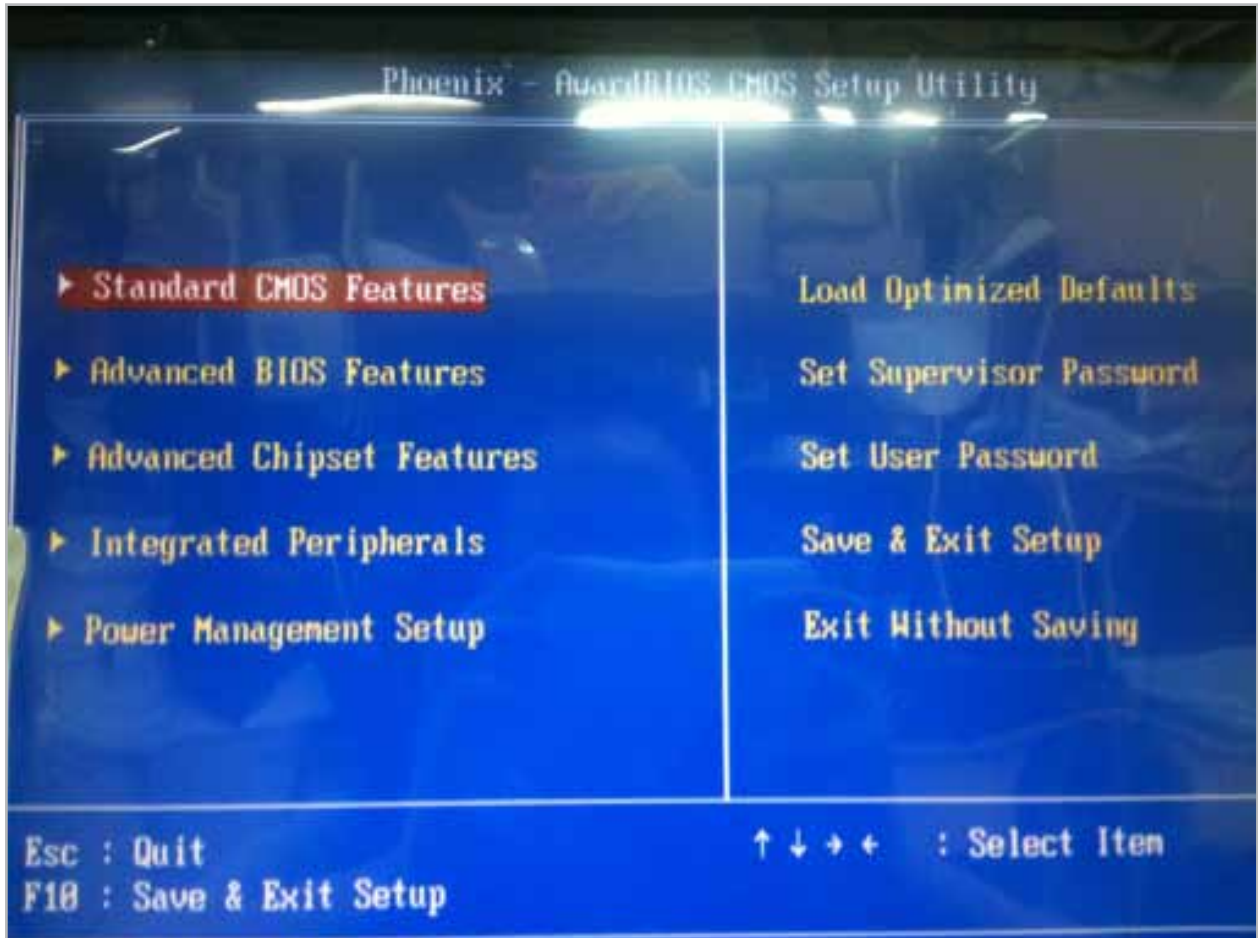 Phoenix - AwardBIOS CMOS Setup Utility
▶ Standard CMOS Features
▶ Advanced BIOS Features
▶ Advanced Chipset Features
▶ Integrated Peripherals
▶ Power Management Setup
Load Optimized Defaults
Set Supervisor Password
Set User Password
Save & Exit Setup
Exit Without Saving
Esc : Quit
F10 : Save & Exit Setup
↑ ↓ → ← : Select Item